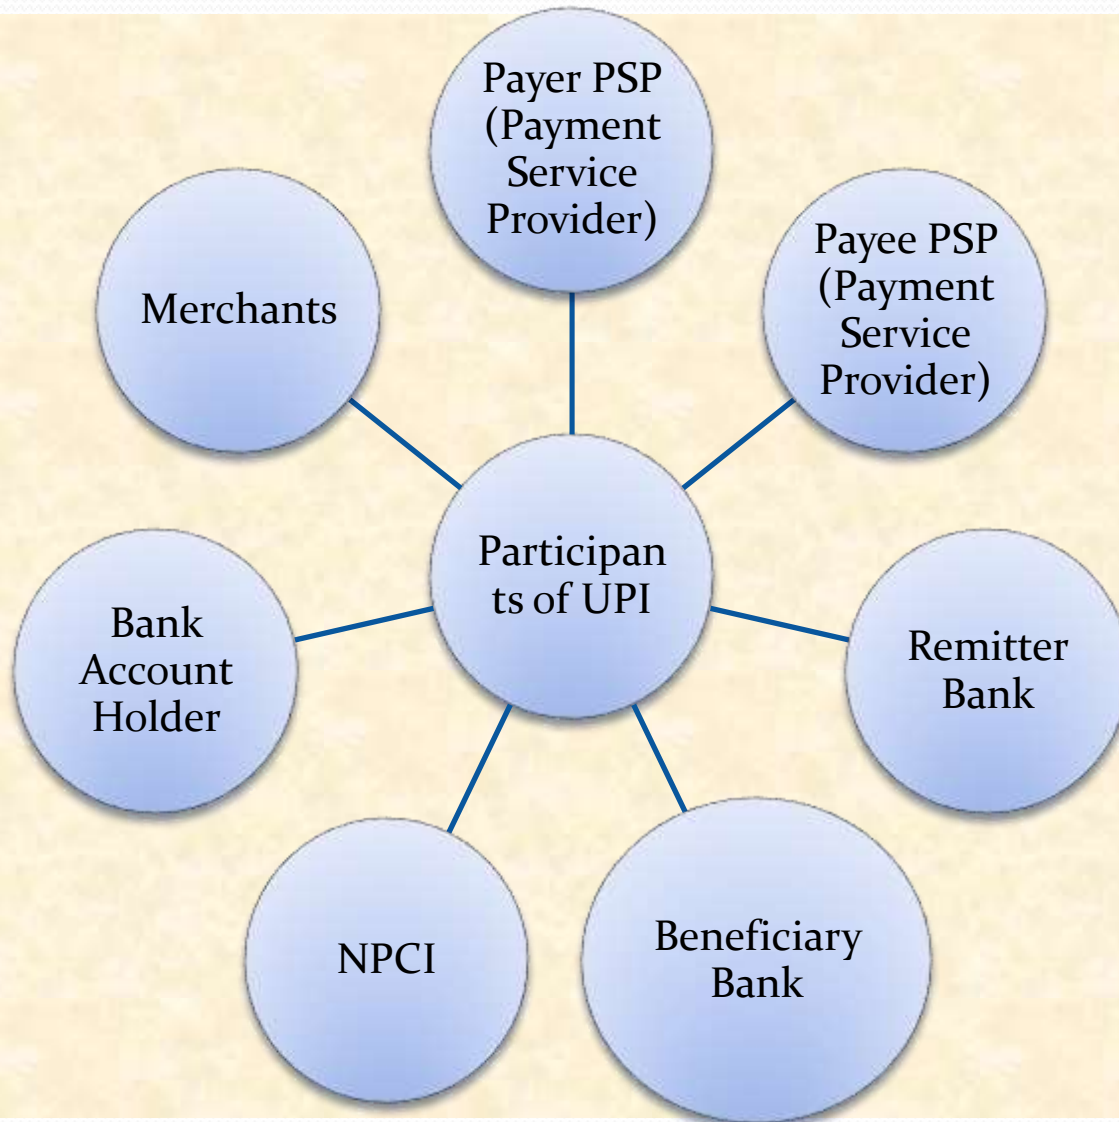 Payer PSP
(Payment
Service
Provider)
Payee PSP
(Payment
Service
Provider)
Merchants
Participan
ts of UPI
Bank
Account
Holder
Remitter
Bank
NPCI
Beneficiary
Bank